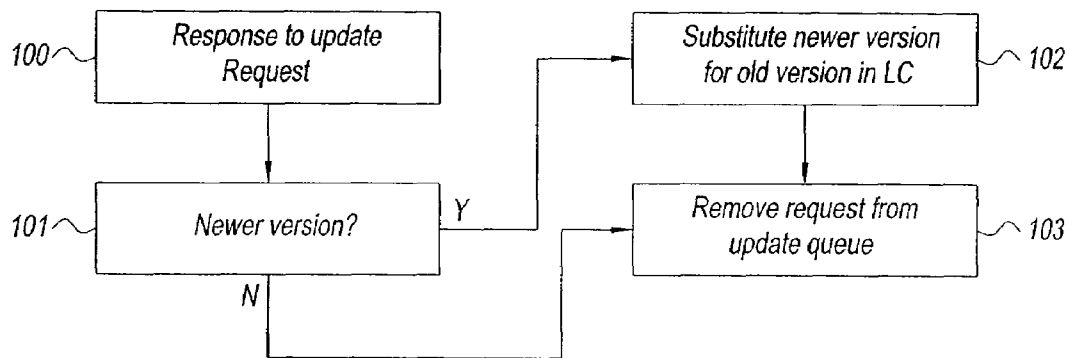 100
Response to update
Request
Substitute newer version
for old version in LC
102
101
Newer version?
Y
N
Remove request from
update queue
103